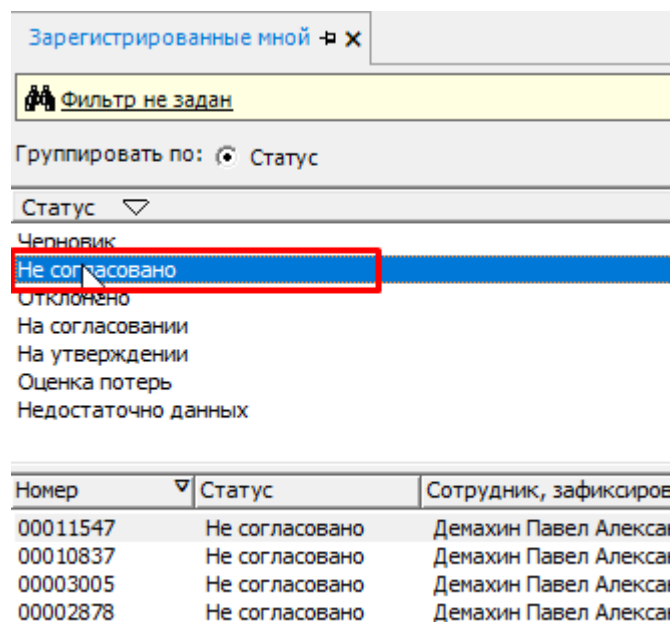 Зарегистрированные мной
Фильтр не задан
Группировать по: Статус
Статус
Черновик
Не согласовано
Отклонено
На согласовании
На утверждении
Оценка потерь
Недостаточно данных
Номер Статус Сотрудник, зафиксиров
00011547 Не согласовано Демахин Павел Алексан
00010837 Не согласовано Демахин Павел Алексан
00003005 Не согласовано Демахин Павел Алексан
00002878 Не согласовано Демахин Павел Алексан